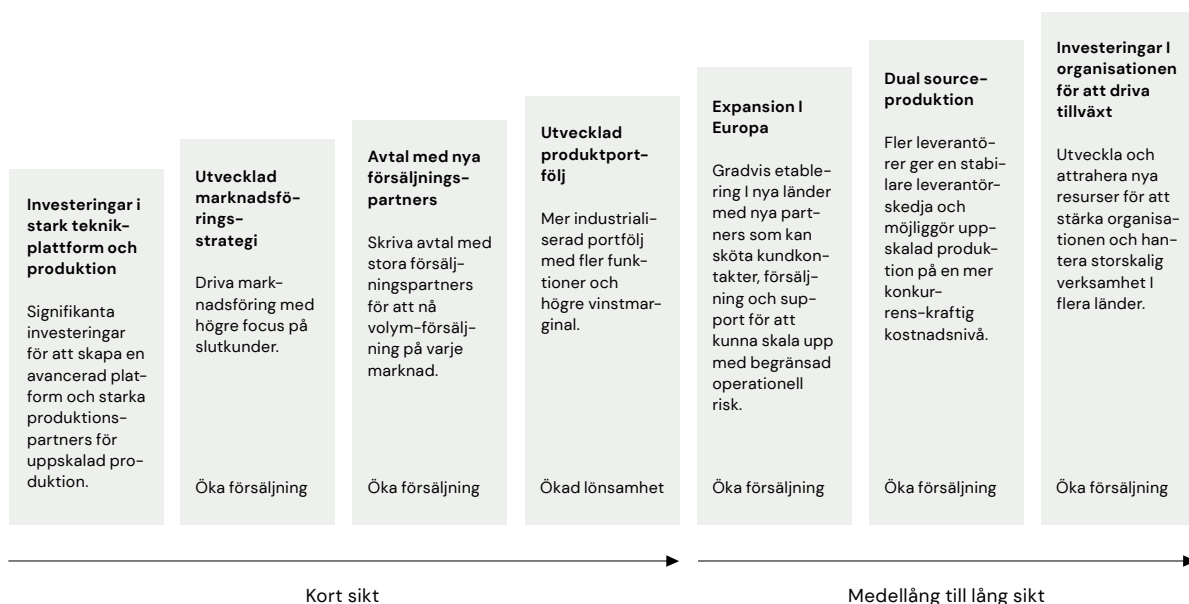 Investeringar i
stark teknik-
plattform och
produktion
Signifikanta
investeringar
för att skapa en
avancerad plat-
form och starka
produktions-
partners för
uppskalad pro-
duktion.
Utvecklad
marknadsfö-
rings-
strategi
Driva mark-
nadsföring med
högre focus på
slutkunder.
Öka försäljning
Avtal med nya
försäljnings-
partners
Skriva avtal med
stora försälj-
ningspartners
för att nå
volym-försälj-
ning på varje
marknad.
Öka försäljning
Utvecklad
produktport-
följ
Mer industriali-
serad portfölj
med fler funk-
tioner och
högre vinstmar-
ginal.
Ökad lönsamhet
Expansion I
Europa
Gradvis etable-
ring I nya länder
med nya part-
ners som kan
sköta kundkon-
takter, försälj-
ning och sup-
port för att
kunna skala upp
med begränsad
operationell
risk.
Öka försäljning
Dual source-
produktion
Fler leverantö-
rer ger en stabi-
lare leverantör-
skedja och
möjliggör upp-
skalad produk-
tion på en mer
konkur-
rens-kraftig
kostnadsnivå.
Öka försäljning
Investeringar I
organisationen
för att driva
tillväxt
Utveckla och
attrahera nya
resurser för att
stärka organisa-
tionen och han-
tera storskalig
verksamhet I
flera länder.
Öka försäljning
Kort sikt
Medellång till lång sikt